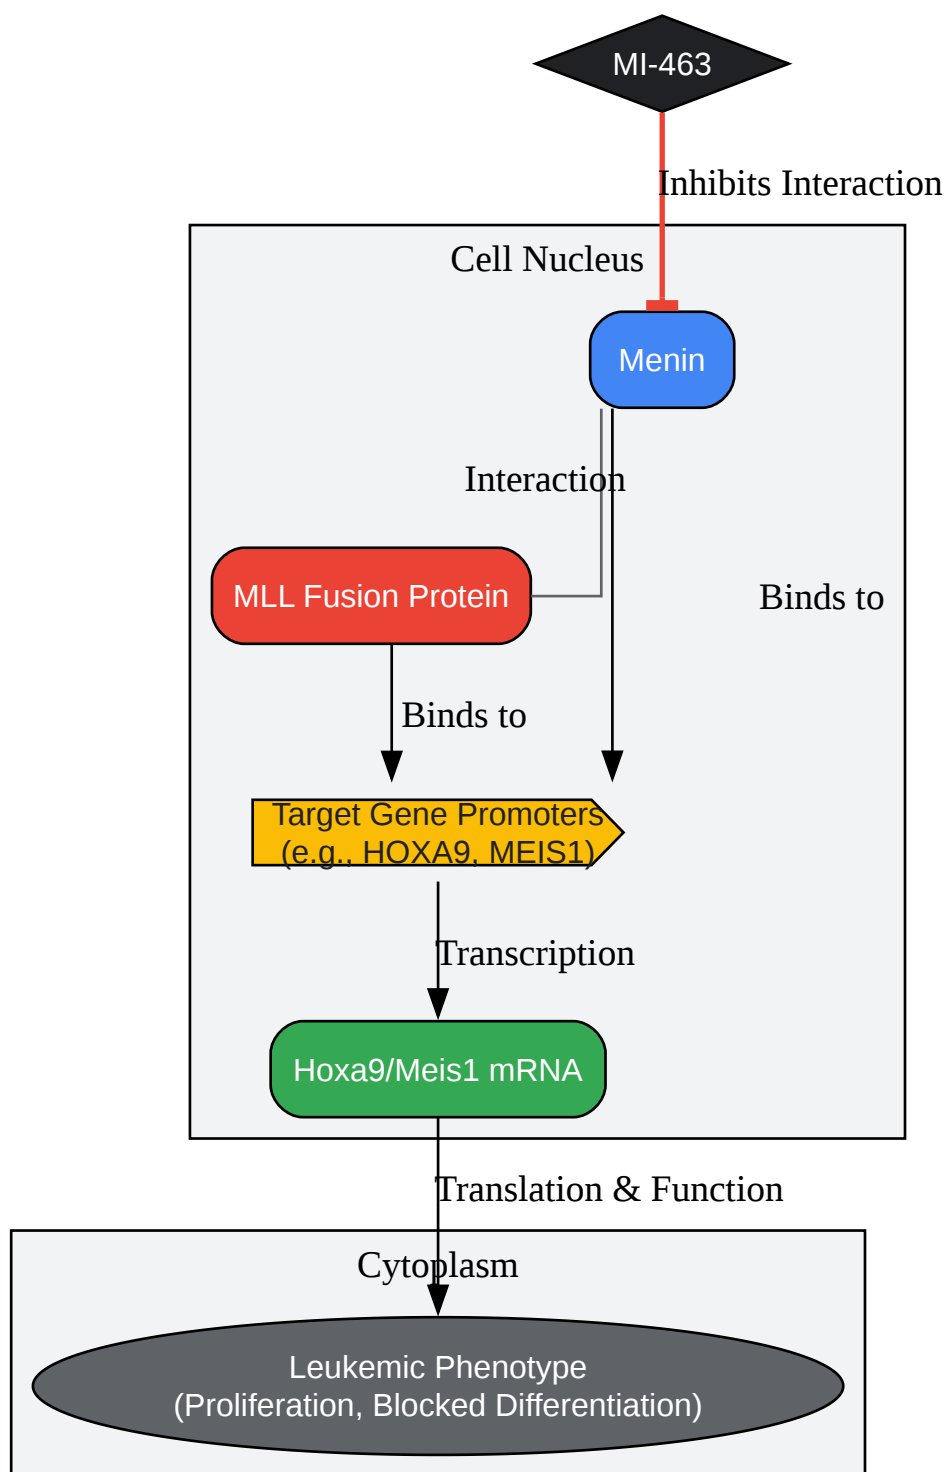 MI-463
Inhibits Interaction
Cell Nucleus
Menin
Interaction
MLL Fusion Protein
Binds to
Binds to
Target Gene Promoters
(e.g., HOXA9, MEIS1)
Transcription
Hoxa9/Meis1 mRNA
Translation & Function
Cytoplasm
Leukemic Phenotype
(Proliferation, Blocked Differentiation)